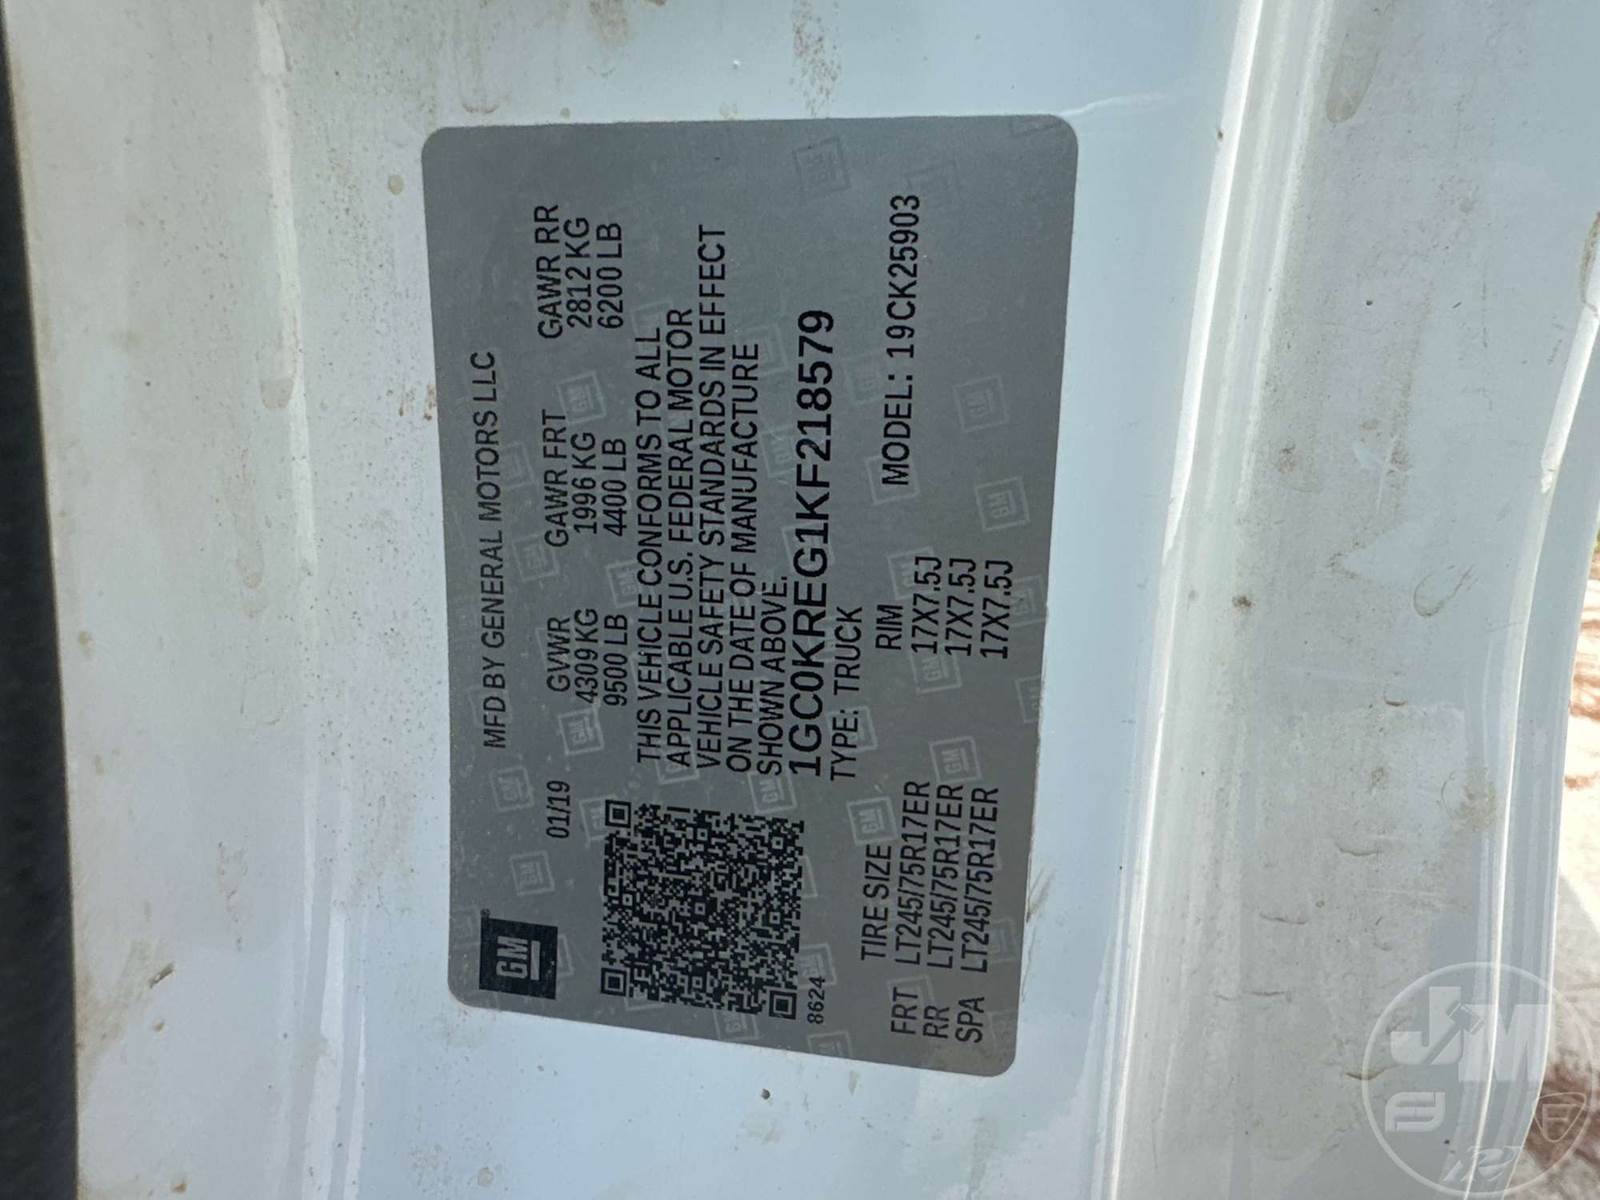 GM
MFD BY GENERAL MOTORS LLC
01/19 GVWR GAWR FRT GAWR RR
4309 KG 1996 KG 2812 KG
9500 LB 4400 LB 6200 LB
THIS VEHICLE CONFORMS TO ALL
APPLICABLE U.S. FEDERAL MOTOR
VEHICLE SAFETY STANDARDS IN EFFECT
ON THE DATE OF MANUFACTURE
SHOWN ABOVE.
1GC0KREG1KF218579
8624 TYPE: TRUCK
MODEL: 19CK25903
TIRE SIZE RIM
FRT LT245/75R17ER 17X7.5J
RR LT245/75R17ER 17X7.5J
SPA LT245/75R17ER 17X7.5J
JM